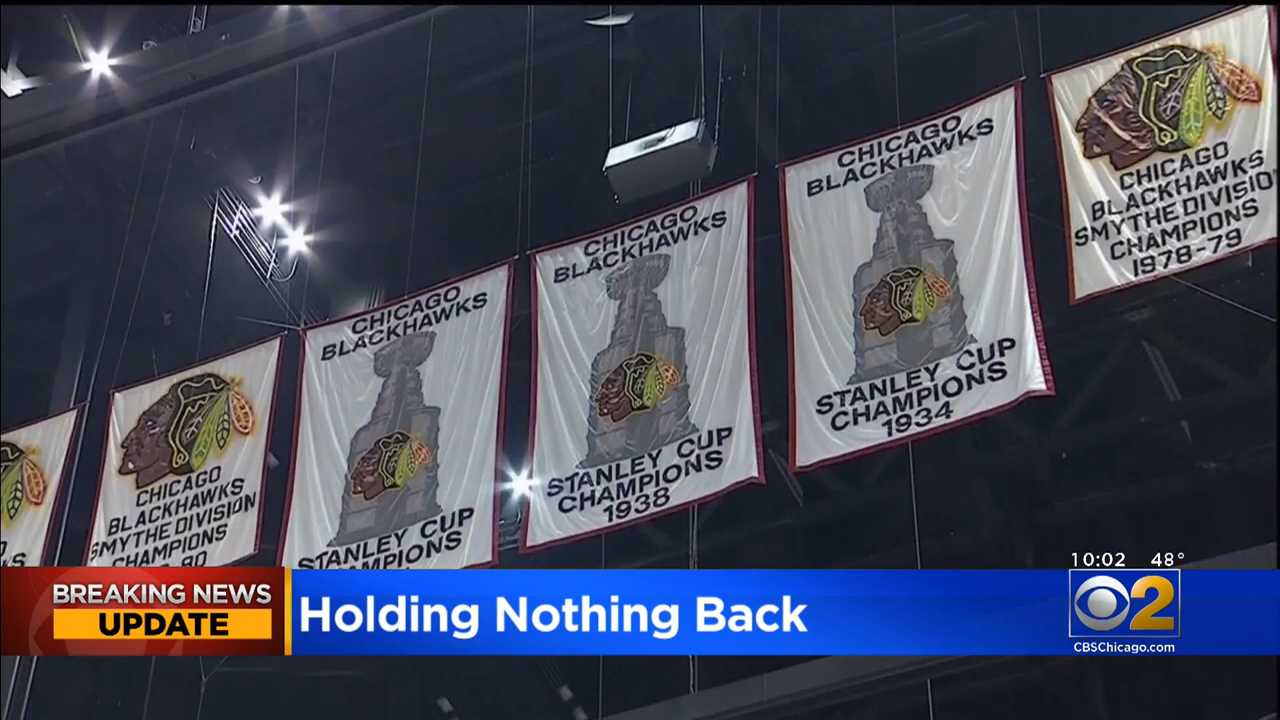 CHICAGO
BLACKHAWKS
SMYTHE DIVISION
CHAMPIONS
CHICAGO
BLACKHAWKS
STANLEY CUP
CHAMPIONS
CHICAGO
BLACKHAWKS
STANLEY CUP
CHAMPIONS
1938
CHICAGO
BLACKHAWKS
STANLEY CUP
CHAMPIONS
1934
CHICAGO
BLACKHAWKS
SMYTHE DIVISIO
CHAMPIONS
1978-79
10:02 48°
BREAKING NEWS
UPDATE
Holding Nothing Back
2
CBSChicago.com